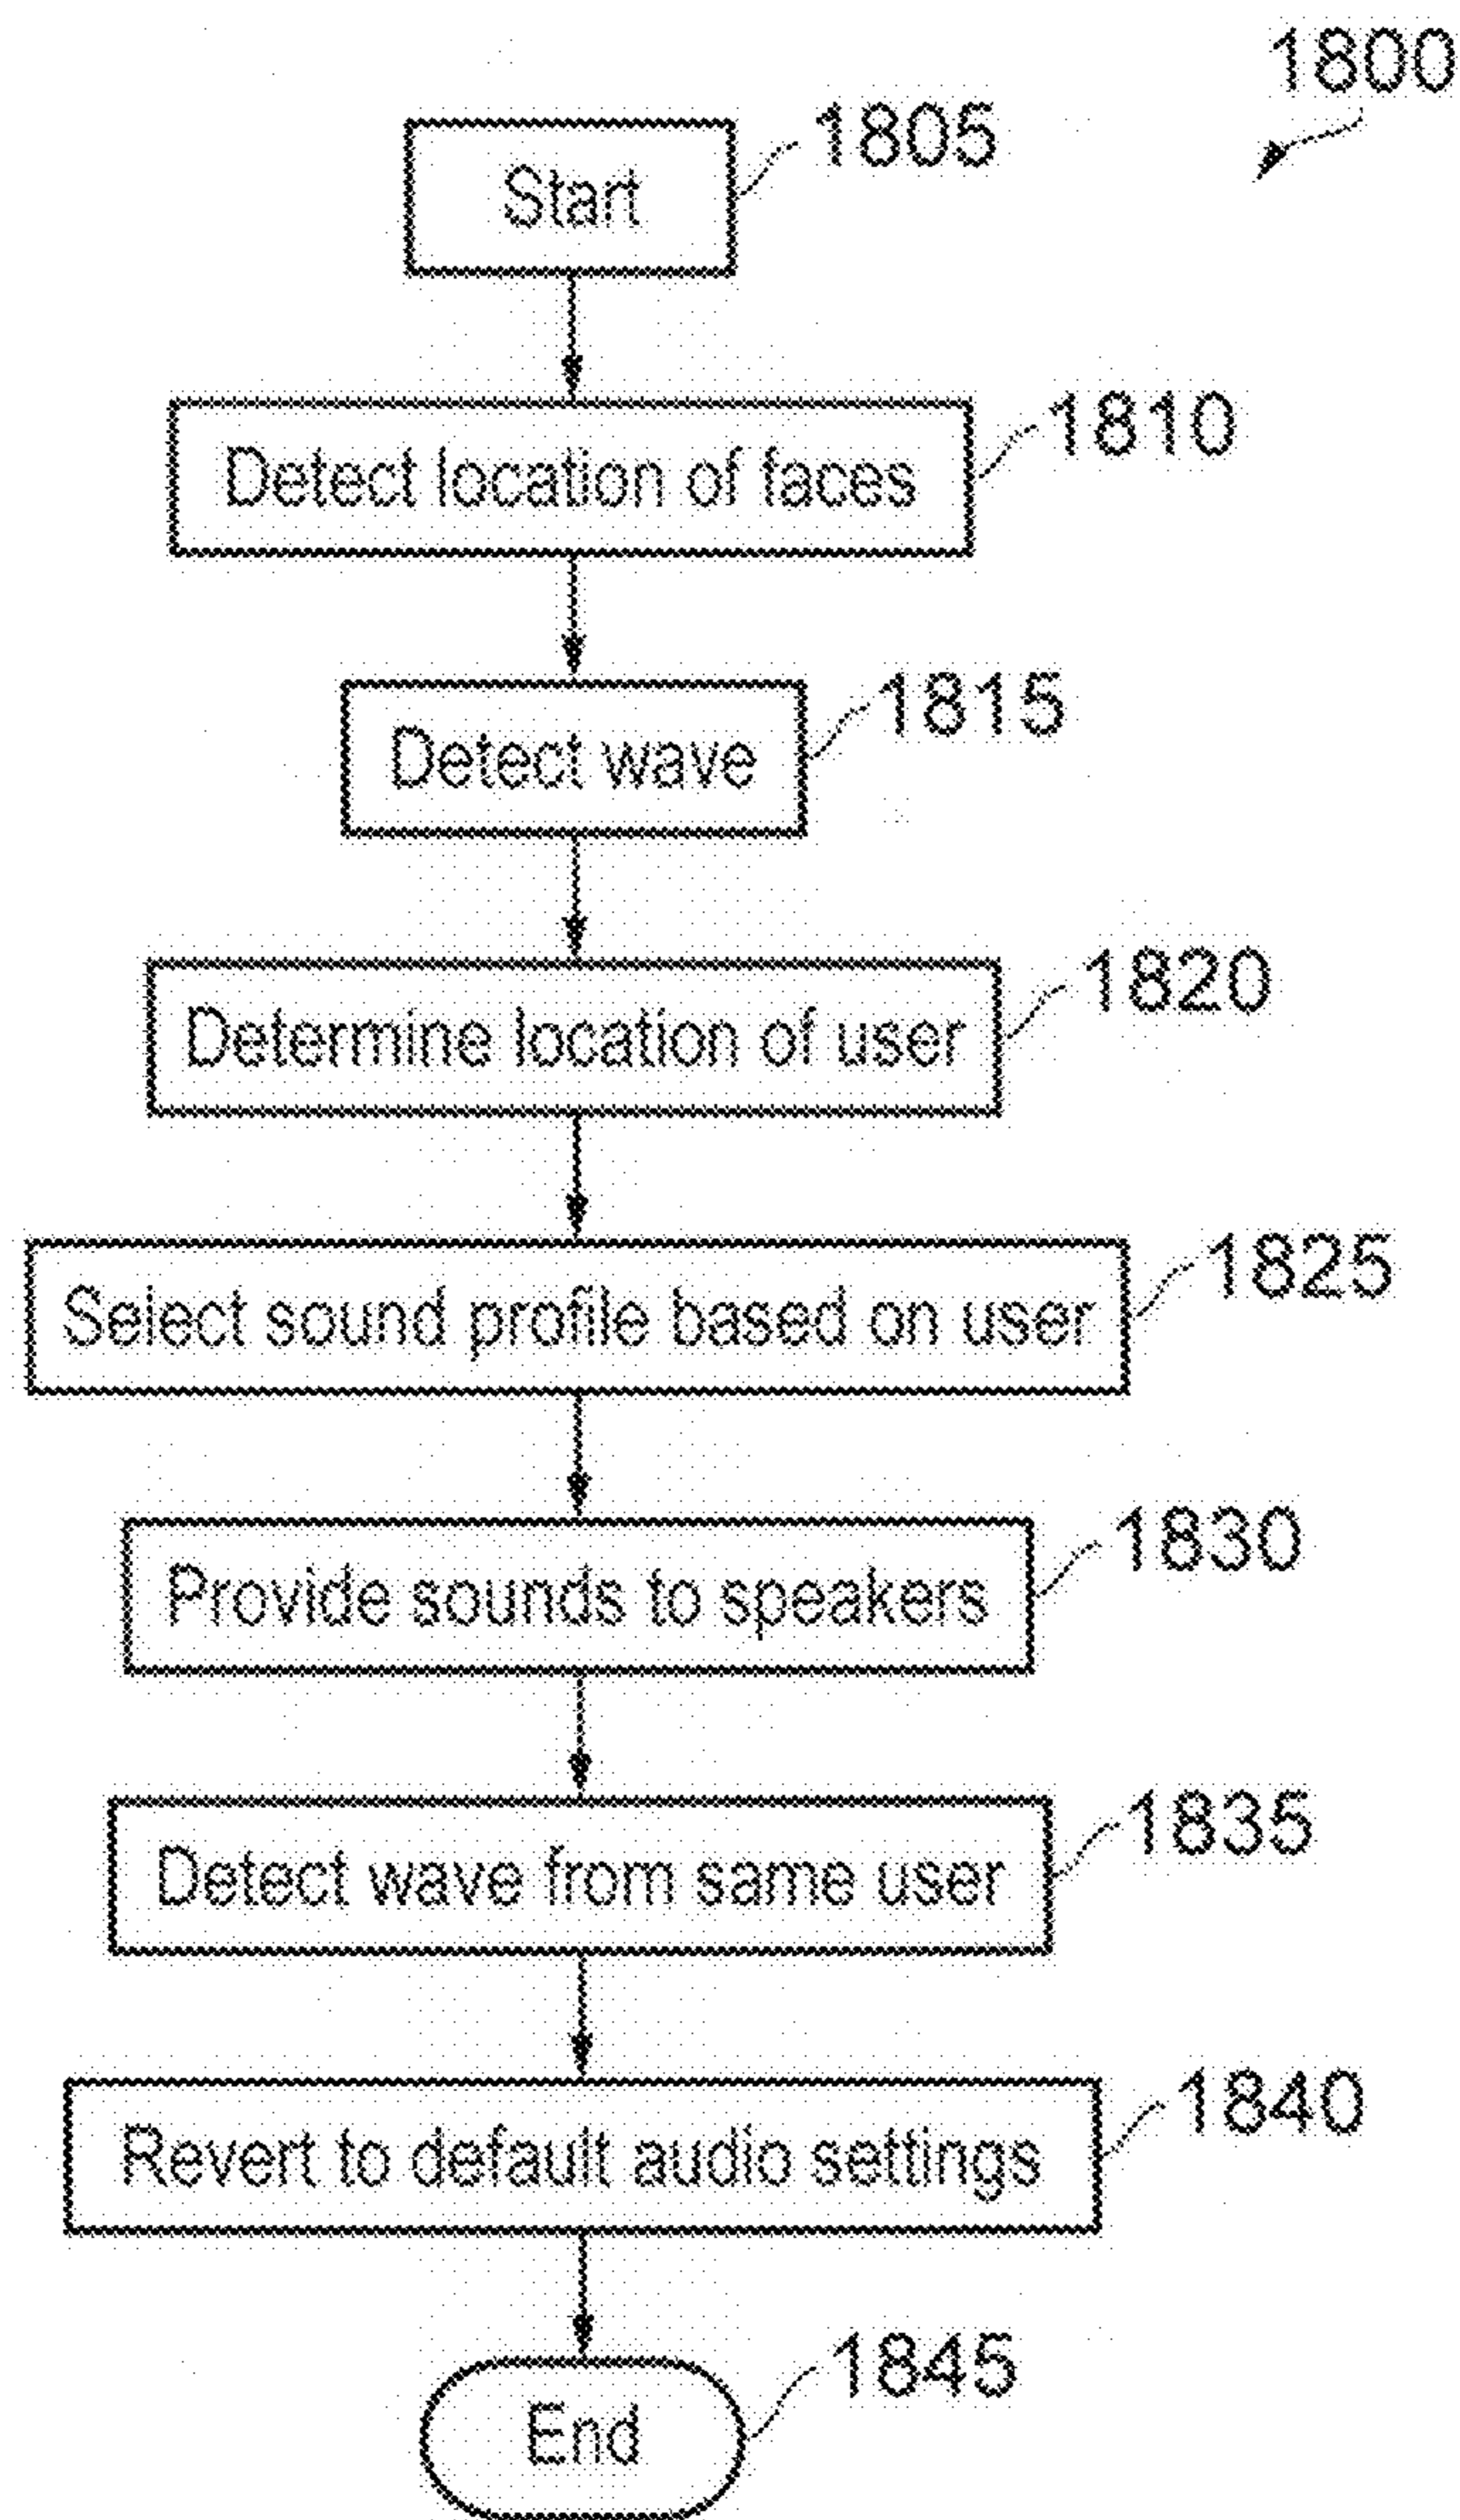 1800
1805
Start
1810
Detect location of faces
1815
Detect wave
1820
Determine location of user
1825
Select sound profile based on user
1830
Provide sounds to speakers
1835
Detect wave from same user
1840
Revert to default audio settings
1845
End